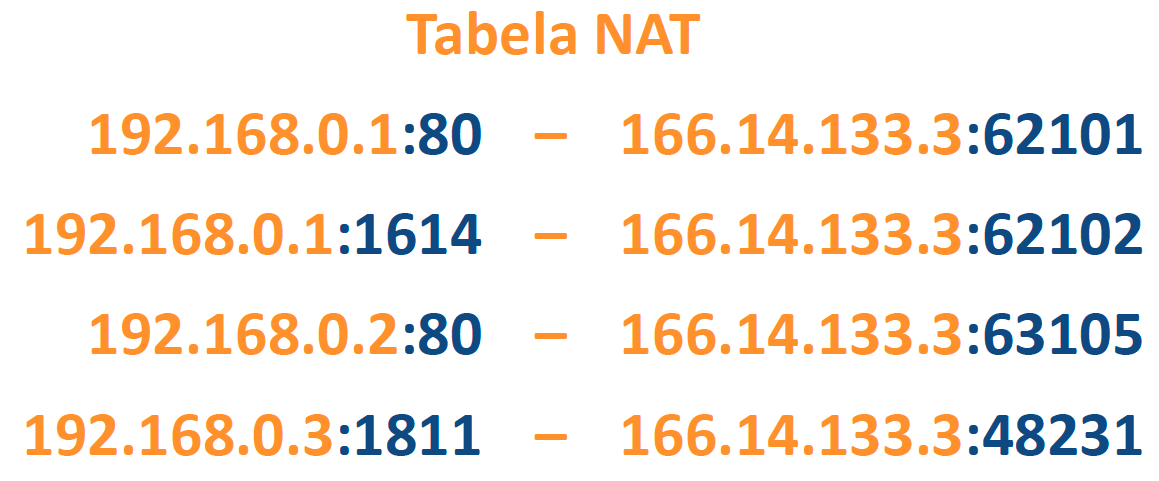 Tabela NAT
192.168.0.1:80 – 166.14.133.3:62101
192.168.0.1:1614 – 166.14.133.3:62102
192.168.0.2:80 – 166.14.133.3:63105
192.168.0.3:1811 – 166.14.133.3:48231